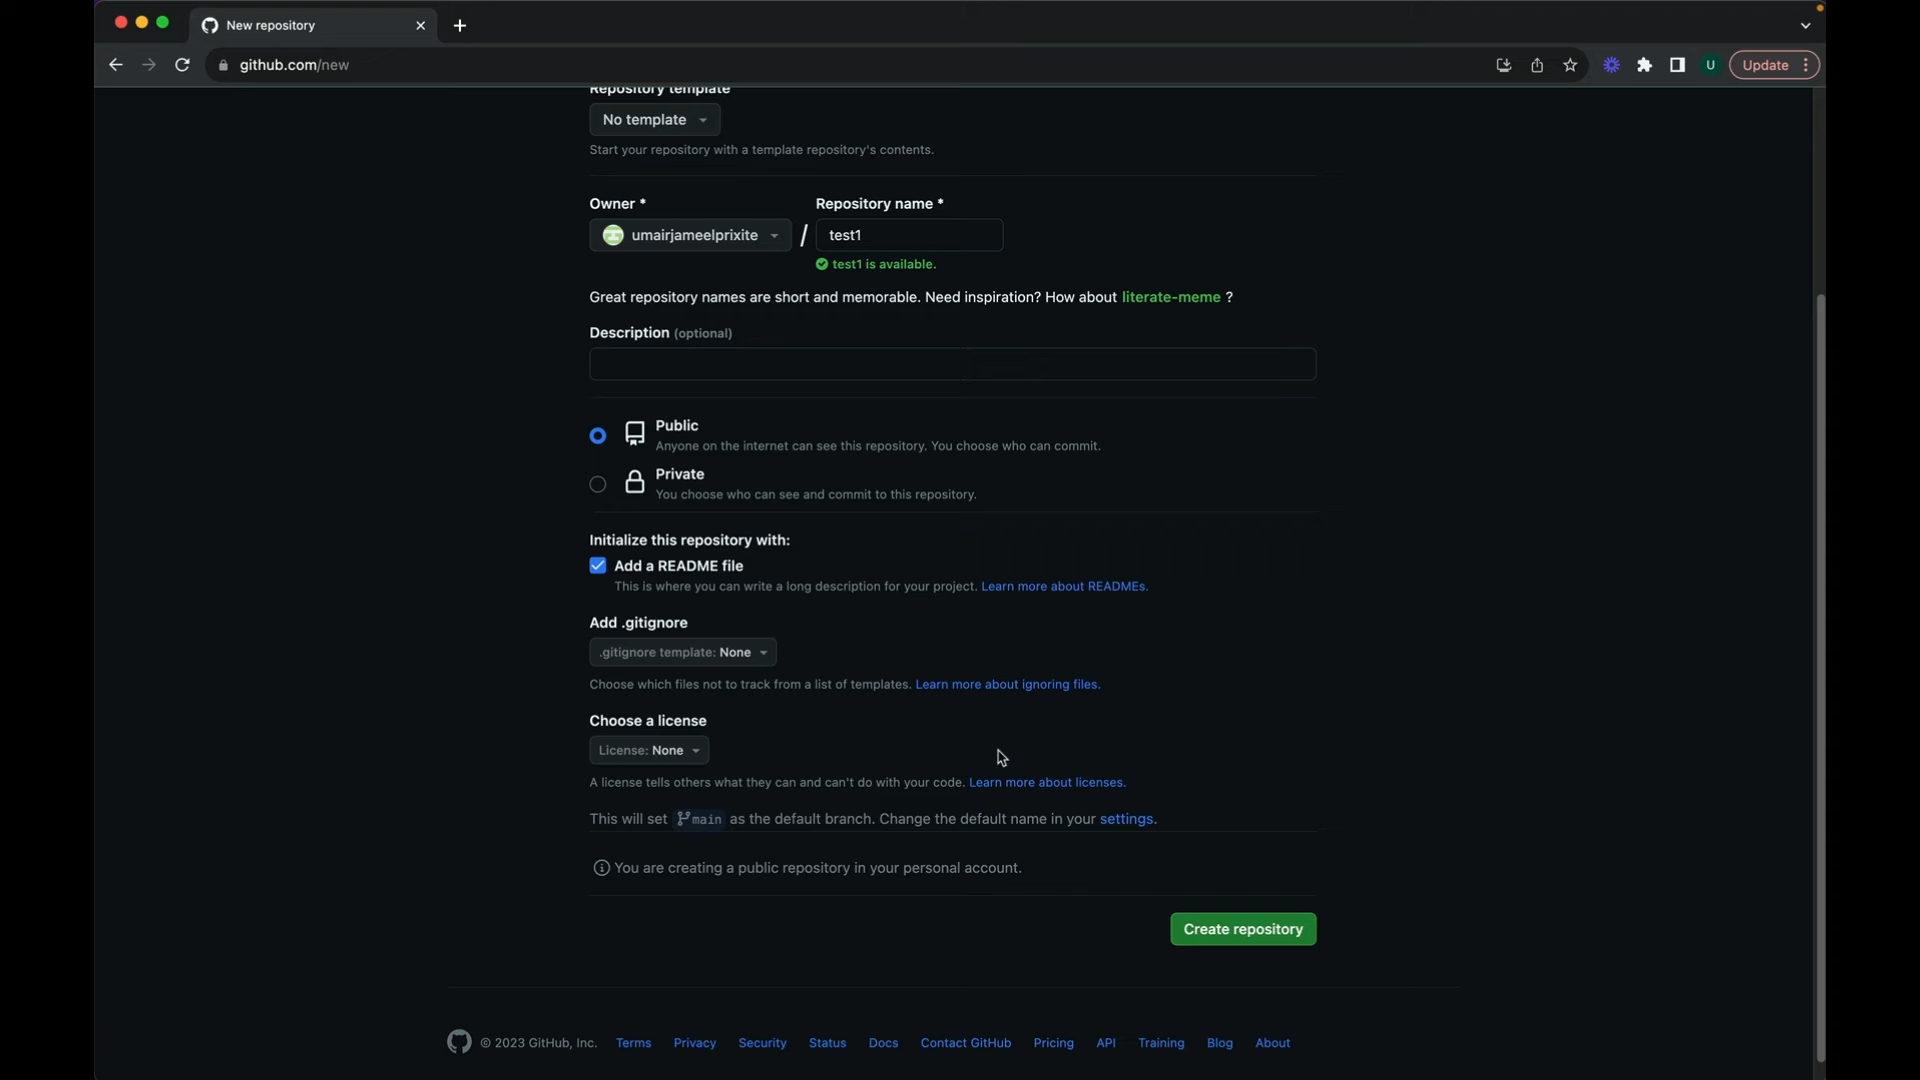 New repository
github.com/new
U
Update
Repository template
No template
Start your repository with a template repository's contents.
Owner *
Repository name *
umairjameelprixite
/
test1
test1 is available.
Great repository names are short and memorable. Need inspiration? How about literate-meme ?
Description (optional)
Public
Anyone on the internet can see this repository. You choose who can commit.
Private
You choose who can see and commit to this repository.
Initialize this repository with:
Add a README file
This is where you can write a long description for your project. Learn more about READMEs.
Add .gitignore
.gitignore template: None
Choose which files not to track from a list of templates. Learn more about ignoring files.
Choose a license
License: None
A license tells others what they can and can't do with your code. Learn more about licenses.
This will set main as the default branch. Change the default name in your settings.
You are creating a public repository in your personal account.
Create repository
© 2023 GitHub, Inc. Terms Privacy Security Status Docs Contact GitHub Pricing API Training Blog About